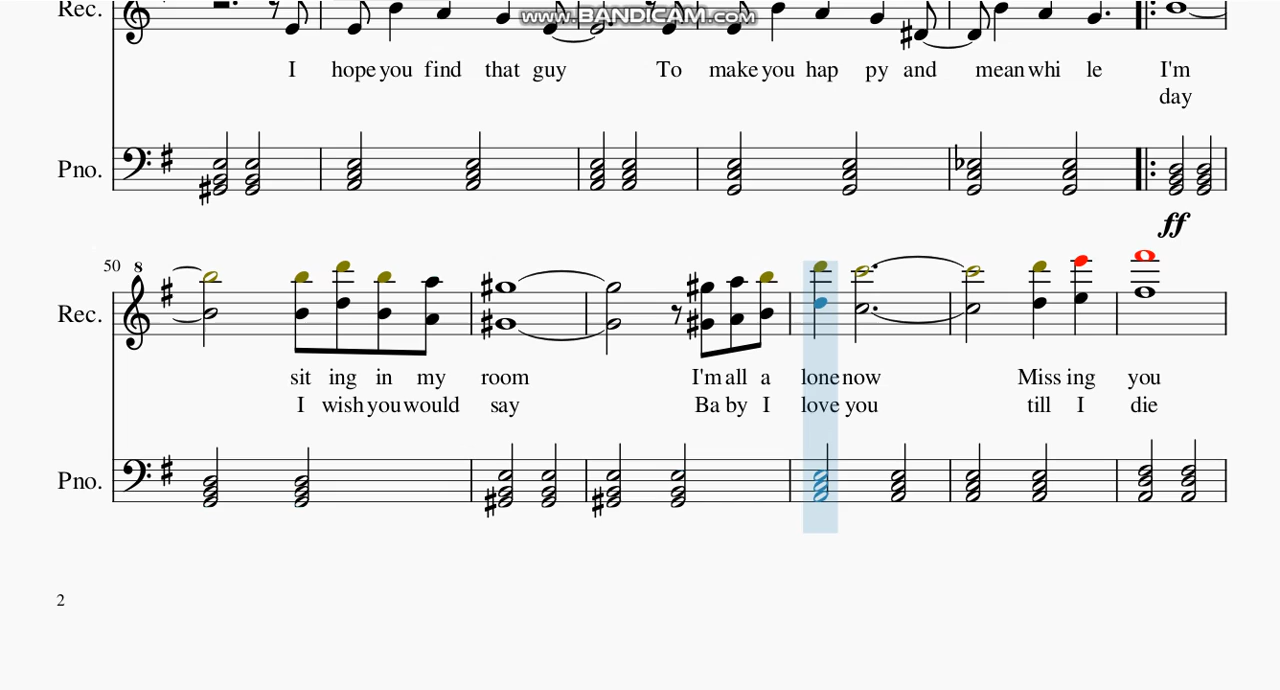 www.BANDICAM.com
Rec.
I hope you find that guy To make you hap py and mean whi le I'm
day
Pno.
ff
50 8
Rec.
sit ing in my room I'm all a lone now Miss ing you
I wish you would say Ba by I love you till I die
Pno.
2